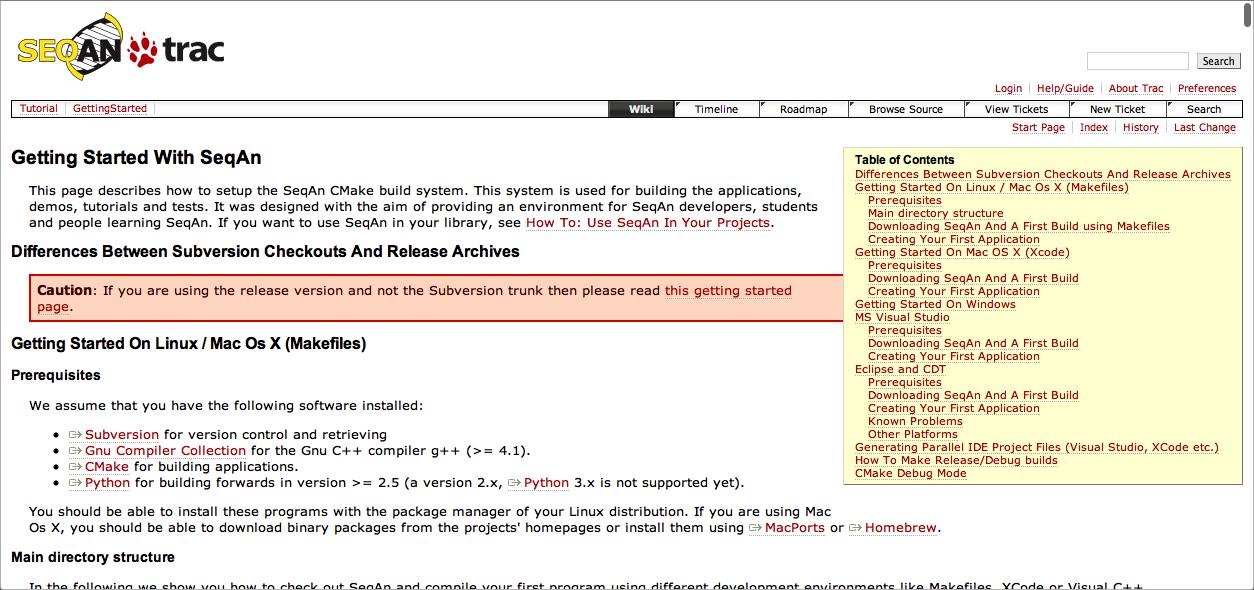 SEQAN trac
Search
Login Help/Guide About Trac Preferences
Tutorial GettingStarted
Wiki Timeline Roadmap Browse Source View Tickets New Ticket Search
Start Page Index History Last Change
Getting Started With SeqAn
This page describes how to setup the SeqAn CMake build system. This system is used for building the applications,
demos, tutorials and tests. It was designed with the aim of providing an environment for SeqAn developers, students
and people learning SeqAn. If you want to use SeqAn in your library, see How To: Use SeqAn In Your Projects.
Differences Between Subversion Checkouts And Release Archives
Caution: If you are using the release version and not the Subversion trunk then please read this getting started
page.
Getting Started On Linux / Mac Os X (Makefiles)
Prerequisites
We assume that you have the following software installed:
• Subversion for version control and retrieving
• Gnu Compiler Collection for the Gnu C++ compiler g++ (>= 4.1).
• CMake for building applications.
• Python for building forwards in version >= 2.5 (a version 2.x, Python 3.x is not supported yet).
You should be able to install these programs with the package manager of your Linux distribution. If you are using Mac
Os X, you should be able to download binary packages from the projects' homepages or install them using MacPorts or Homebrew.
Main directory structure
In the following we show you how to check out SeqAn and compile your first program using different development environments like Makefiles, XCode or Visual C++
Table of Contents
Differences Between Subversion Checkouts And Release Archives
Getting Started On Linux / Mac Os X (Makefiles)
Prerequisites
Main directory structure
Downloading SeqAn And A First Build using Makefiles
Creating Your First Application
Getting Started On Mac OS X (Xcode)
Prerequisites
Downloading SeqAn And A First Build
Creating Your First Application
Getting Started On Windows
MS Visual Studio
Prerequisites
Downloading SeqAn And A First Build
Creating Your First Application
Eclipse and CDT
Prerequisites
Downloading SeqAn And A First Build
Creating Your First Application
Known Problems
Other Platforms
Generating Parallel IDE Project Files (Visual Studio, XCode etc.)
How To Make Release/Debug builds
CMake Debug Mode